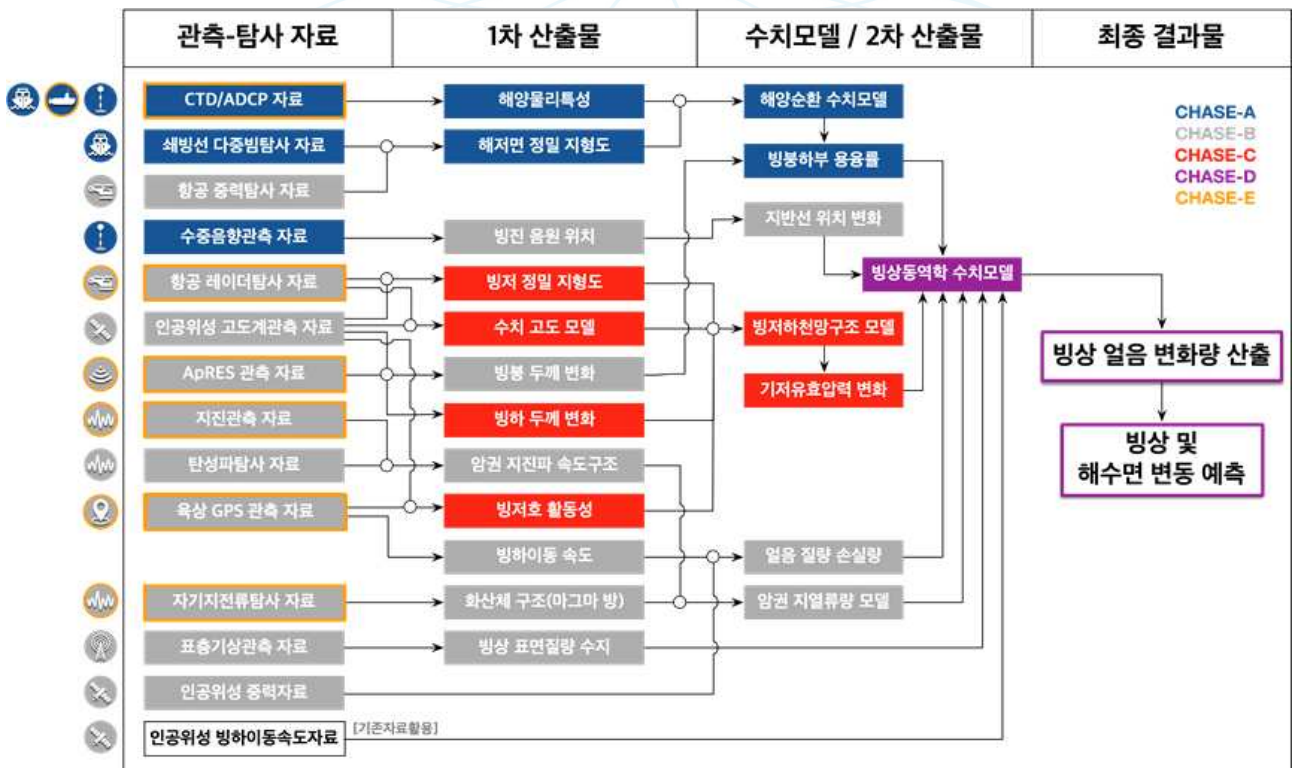 관측-탐사 자료
1차 산출물
수치모델 / 2차 산출물
최종 결과물
CTD/ADCP 자료
해양물리특성
해양순환 수치모델
CHASE-A
CHASE-B
CHASE-C
CHASE-D
CHASE-E
쇄빙선 다중빔탐사 자료
해저면 정밀 지형도
빙붕하부 용융률
항공 중력탐사 자료
지반선 위치 변화
수중음향관측 자료
빙진 음원 위치
빙상동역학 수치모델
항공 레이더탐사 자료
빙저 정밀 지형도
인공위성 고도계관측 자료
수치 고도 모델
빙저하천망구조 모델
빙상 얼음 변화량 산출
ApRES 관측 자료
빙붕 두께 변화
기저유효압력 변화
지진관측 자료
빙하 두께 변화
빙상 및
해수면 변동 예측
탄성파탐사 자료
암권 지진파 속도구조
육상 GPS 관측 자료
빙저호 활동성
빙하이동 속도
얼음 질량 손실량
자기지전류탐사 자료
화산체 구조(마그마 방)
암권 지열류량 모델
표층기상관측 자료
빙상 표면질량 수지
인공위성 중력자료
인공위성 빙하이동속도자료
[기존자료활용]